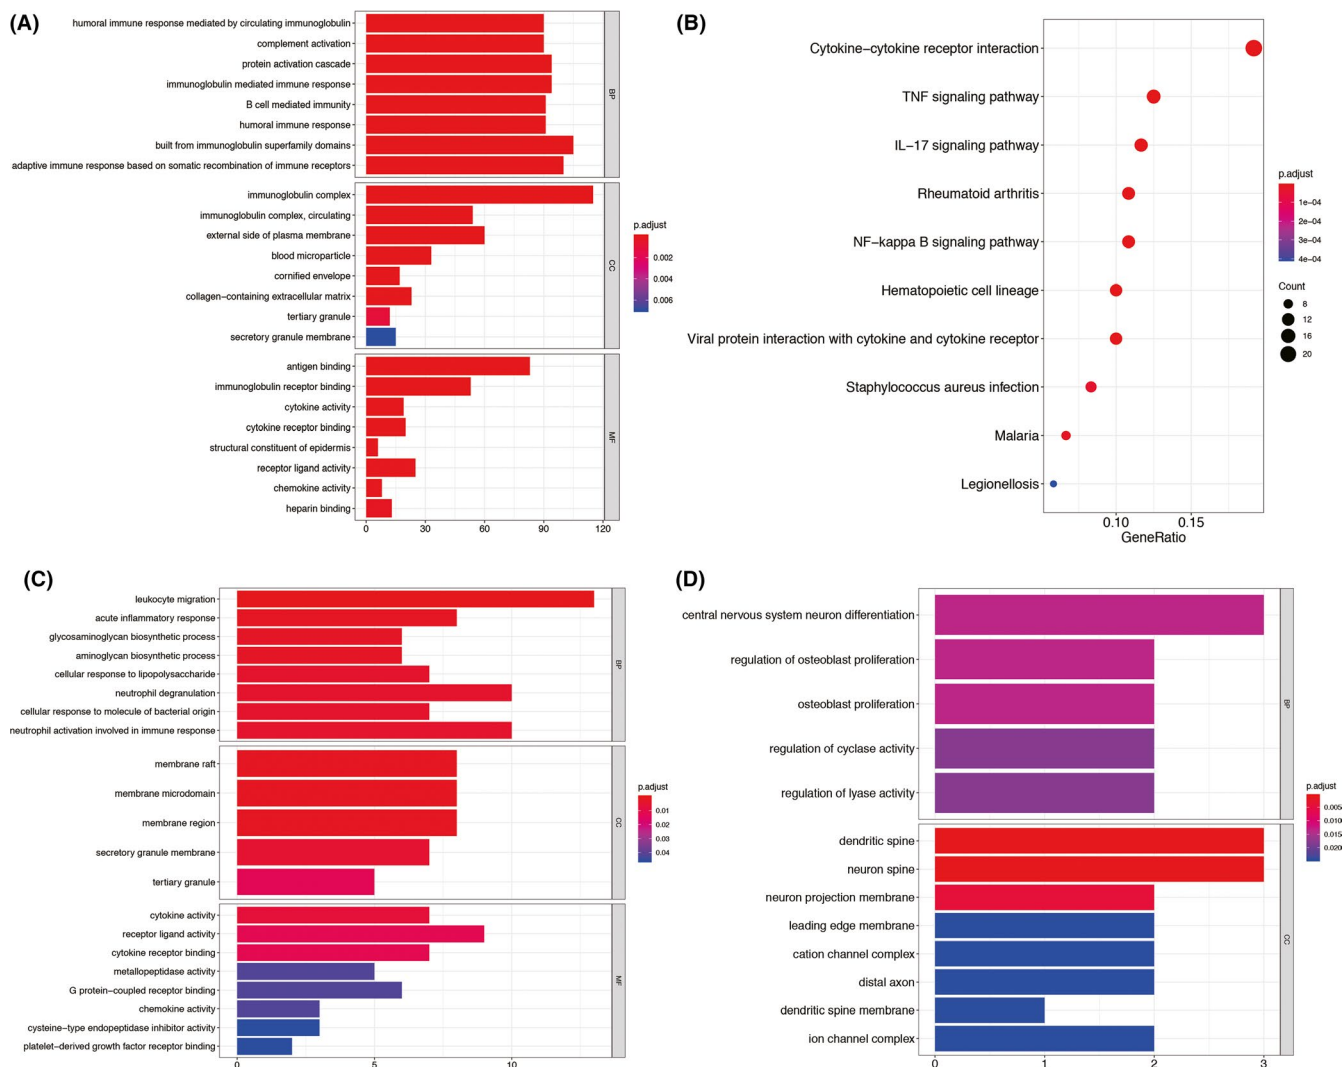 (A)
humoral immune response mediated by circulating immunoglobulin
complement activation
protein activation cascade
immunoglobulin mediated immune response
B cell mediated immunity
humoral immune response
built from immunoglobulin superfamily domains
adaptive immune response based on somatic recombination of immune receptors
BP
immunoglobulin complex
immunoglobulin complex, circulating
external side of plasma membrane
blood microparticle
cornified envelope
collagen−containing extracellular matrix
tertiary granule
secretory granule membrane
CC
antigen binding
immunoglobulin receptor binding
cytokine activity
cytokine receptor binding
structural constituent of epidermis
receptor ligand activity
chemokine activity
heparin binding
MF
0 30 60 90 120
p.adjust
0.002
0.004
0.006
(B)
Cytokine−cytokine receptor interaction
TNF signaling pathway
IL−17 signaling pathway
Rheumatoid arthritis
NF−kappa B signaling pathway
Hematopoietic cell lineage
Viral protein interaction with cytokine and cytokine receptor
Staphylococcus aureus infection
Malaria
Legionellosis
0.10 0.15
GeneRatio
p.adjust
1e−04
2e−04
3e−04
4e−04
Count
8
12
16
20
(C)
leukocyte migration
acute inflammatory response
glycosaminoglycan biosynthetic process
aminoglycan biosynthetic process
cellular response to lipopolysaccharide
neutrophil degranulation
cellular response to molecule of bacterial origin
neutrophil activation involved in immune response
BP
membrane raft
membrane microdomain
membrane region
secretory granule membrane
tertiary granule
CC
cytokine activity
receptor ligand activity
cytokine receptor binding
metallopeptidase activity
G protein−coupled receptor binding
chemokine activity
cysteine−type endopeptidase inhibitor activity
platelet−derived growth factor receptor binding
MF
0 5 10
p.adjust
0.01
0.02
0.03
0.04
(D)
central nervous system neuron differentiation
regulation of osteoblast proliferation
osteoblast proliferation
regulation of cyclase activity
regulation of lyase activity
BP
dendritic spine
neuron spine
neuron projection membrane
leading edge membrane
cation channel complex
distal axon
dendritic spine membrane
ion channel complex
CC
0 1 2 3
p.adjust
0.005
0.010
0.015
0.020